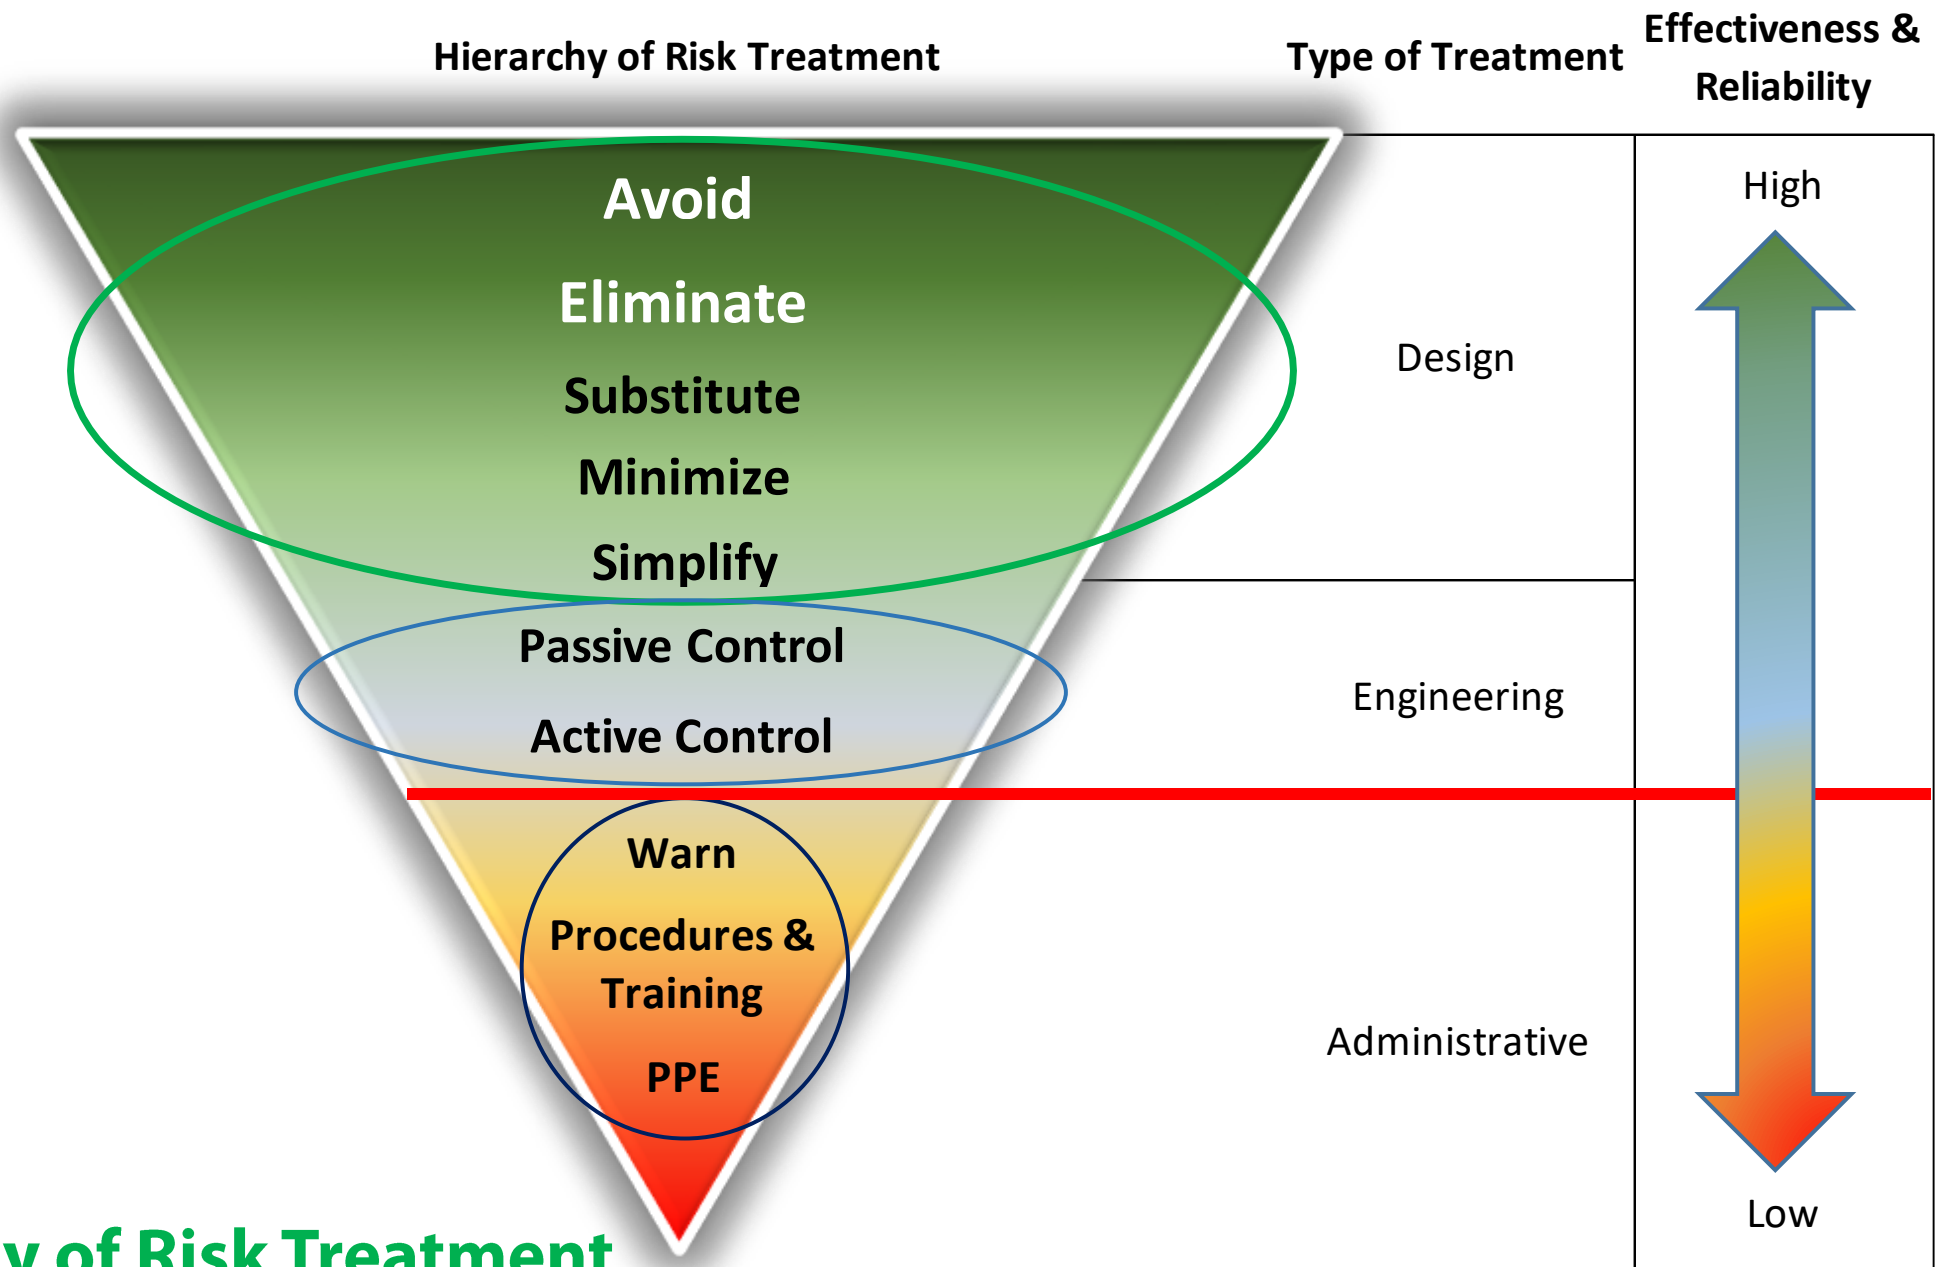 Hierarchy of Risk Treatment
Type of Treatment
Effectiveness &
Reliability
Avoid
Eliminate
Substitute
Minimize
Simplify
Passive Control
Active Control
Warn
Procedures &
Training
PPE
Design
Engineering
Administrative
High
Low
y of Risk Treatment